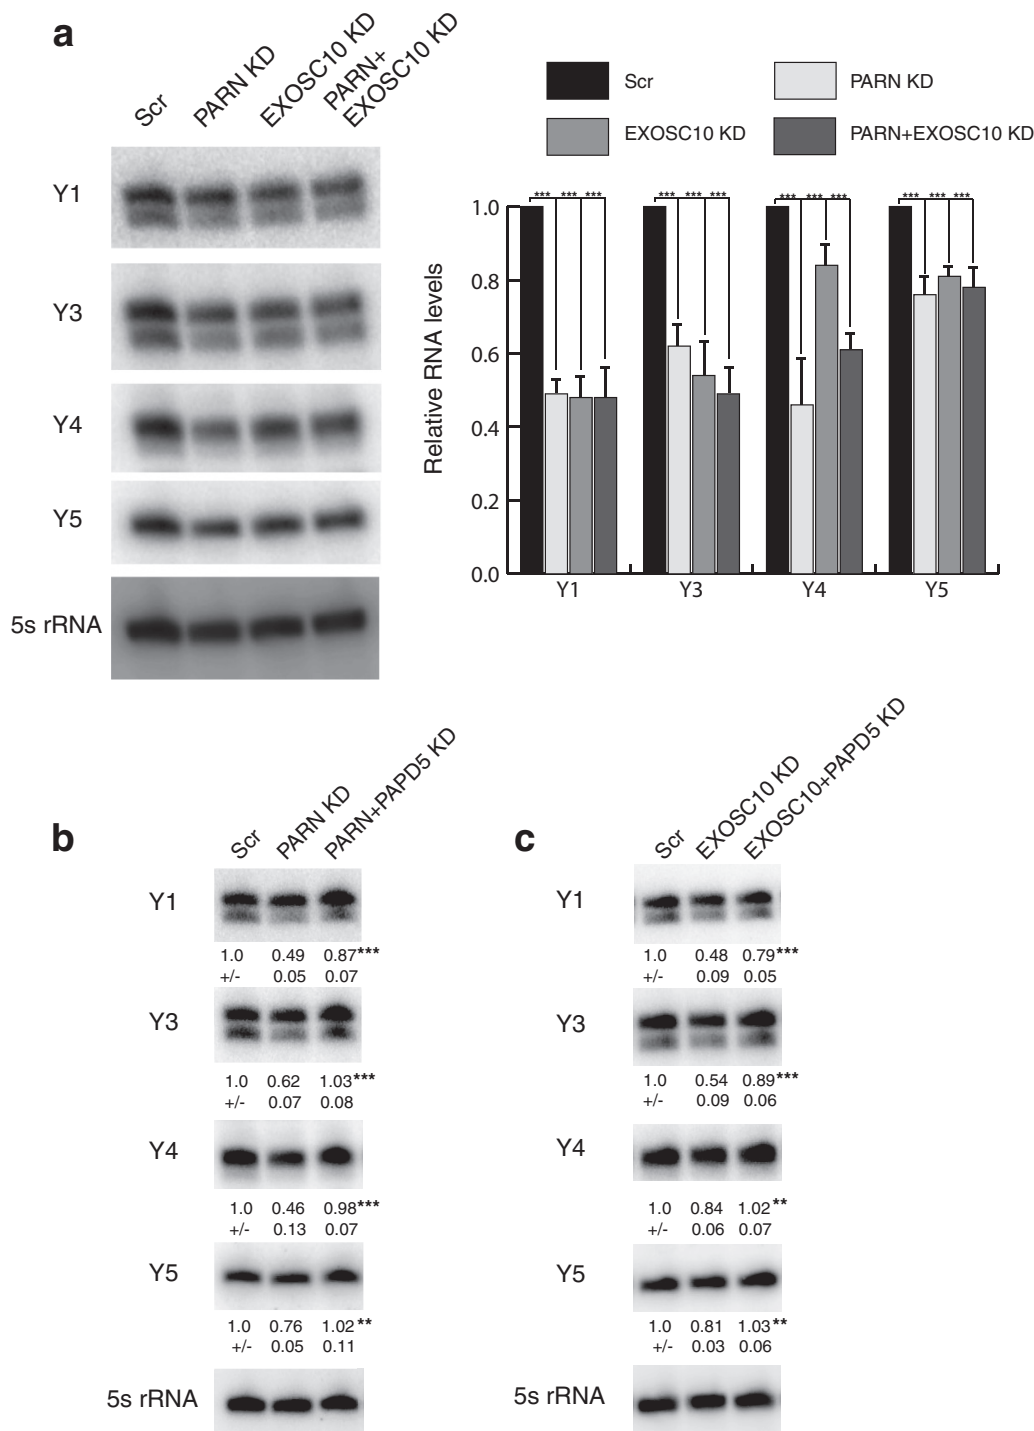 a
Scr
PARN KD
EXOSC10 KD
PARN+
EXOSC10 KD
Y1
Y3
Y4
Y5
5s rRNA
Scr
PARN KD
EXOSC10 KD
PARN+EXOSC10 KD
*** *** *** *** *** *** *** *** *** *** *** ***
Relative RNA levels
1.0
0.8
0.6
0.4
0.2
0.0
Y1 Y3 Y4 Y5
b
Scr
PARN KD
PARN+PAPD5 KD
Y1
1.0 0.49 0.87***
+/- 0.05 0.07
Y3
1.0 0.62 1.03***
+/- 0.07 0.08
Y4
1.0 0.46 0.98***
+/- 0.13 0.07
Y5
1.0 0.76 1.02**
+/- 0.05 0.11
5s rRNA
c
Scr
EXOSC10 KD
EXOSC10+PAPD5 KD
Y1
1.0 0.48 0.79***
+/- 0.09 0.05
Y3
1.0 0.54 0.89***
+/- 0.09 0.06
Y4
1.0 0.84 1.02**
+/- 0.06 0.07
Y5
1.0 0.81 1.03**
+/- 0.03 0.06
5s rRNA